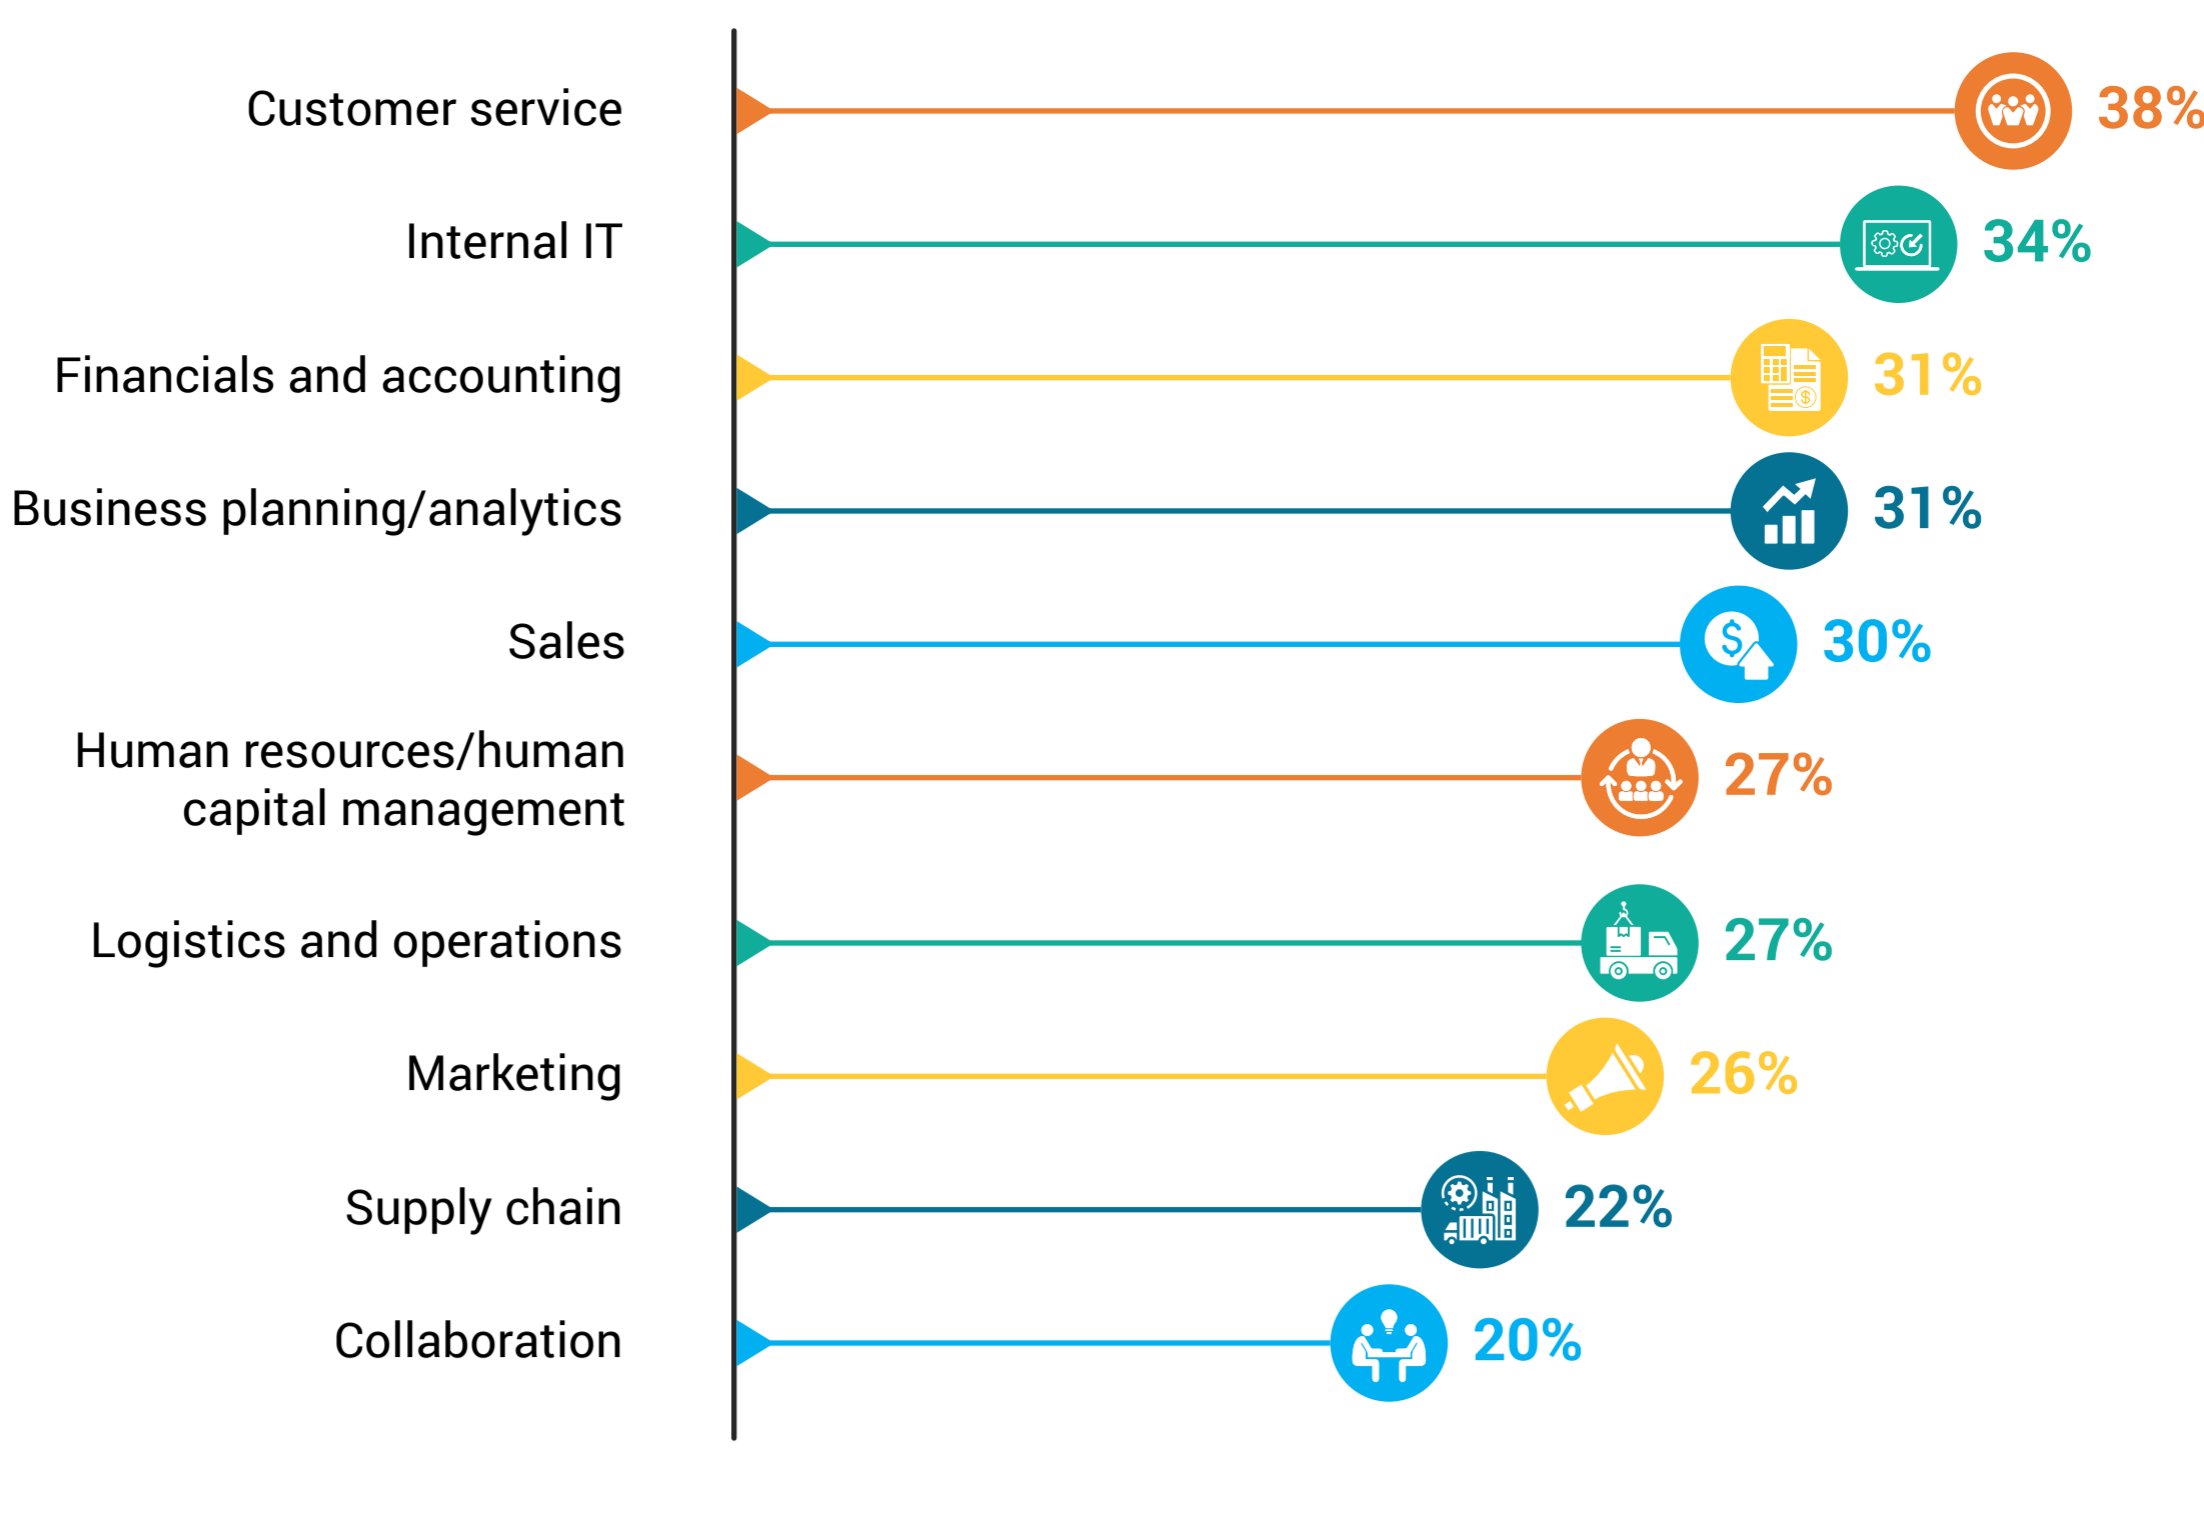 Customer service 38%
Internal IT 34%
Financials and accounting 31%
Business planning/analytics 31%
Sales 30%
Human resources/human
capital management 27%
Logistics and operations 27%
Marketing 26%
Supply chain 22%
Collaboration 20%